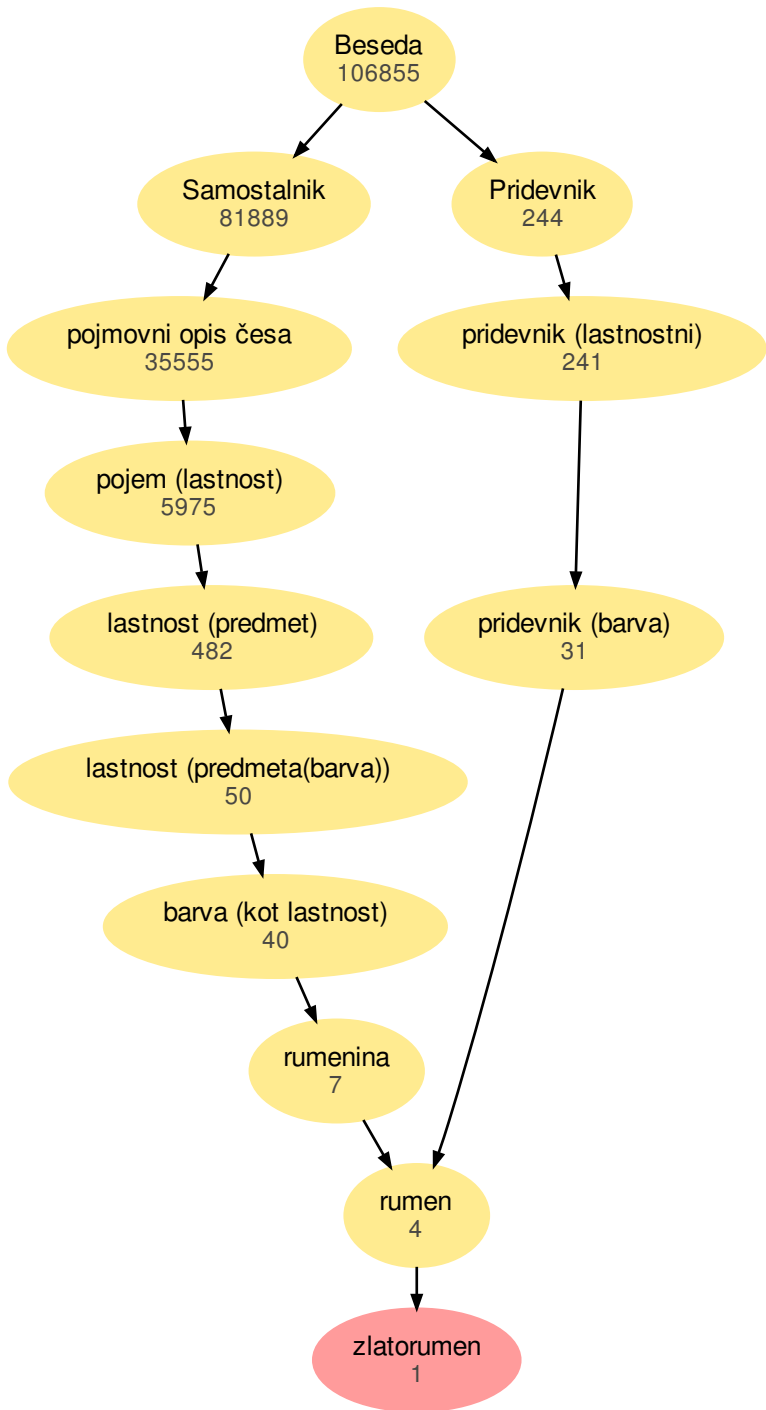 Beseda
106855
Samostalnik
81889
Pridevnik
244
pojmovni opis česa
35555
pridevnik (lastnostni)
241
pojem (lastnost)
5975
lastnost (predmet)
482
pridevnik (barva)
31
lastnost (predmeta(barva))
50
barva (kot lastnost)
40
rumenina
7
rumen
4
zlatorumen
1